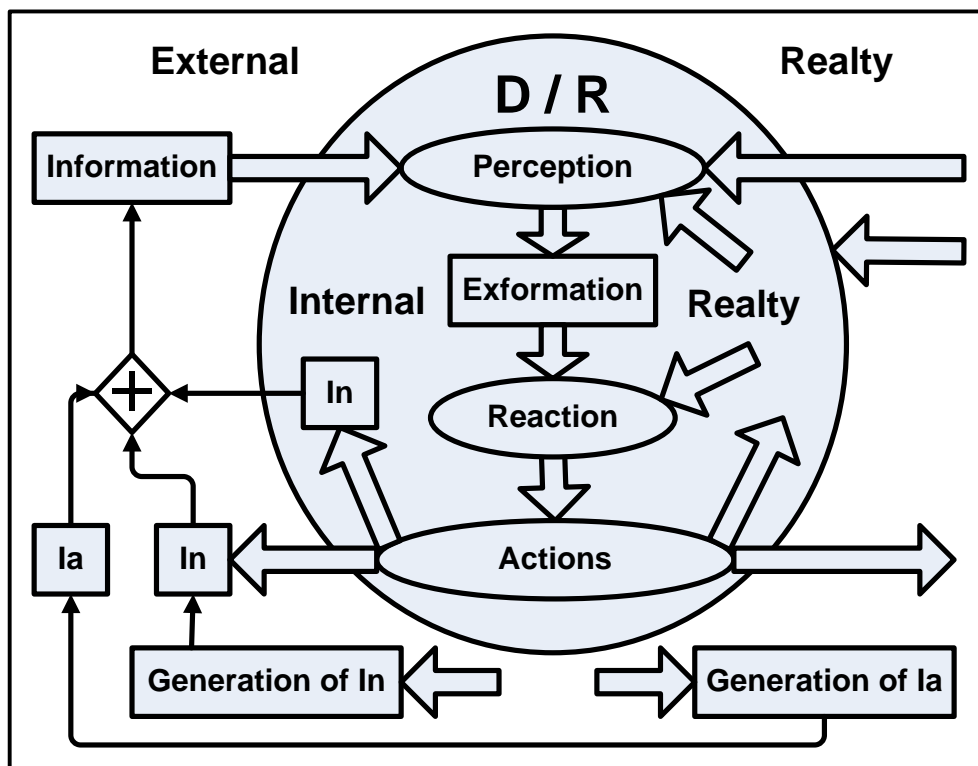 External
Realty
D / R
Information
Perception
Exformation
Internal
Realty
+
In
Reaction
Ia
In
Actions
Generation of In
Generation of Ia